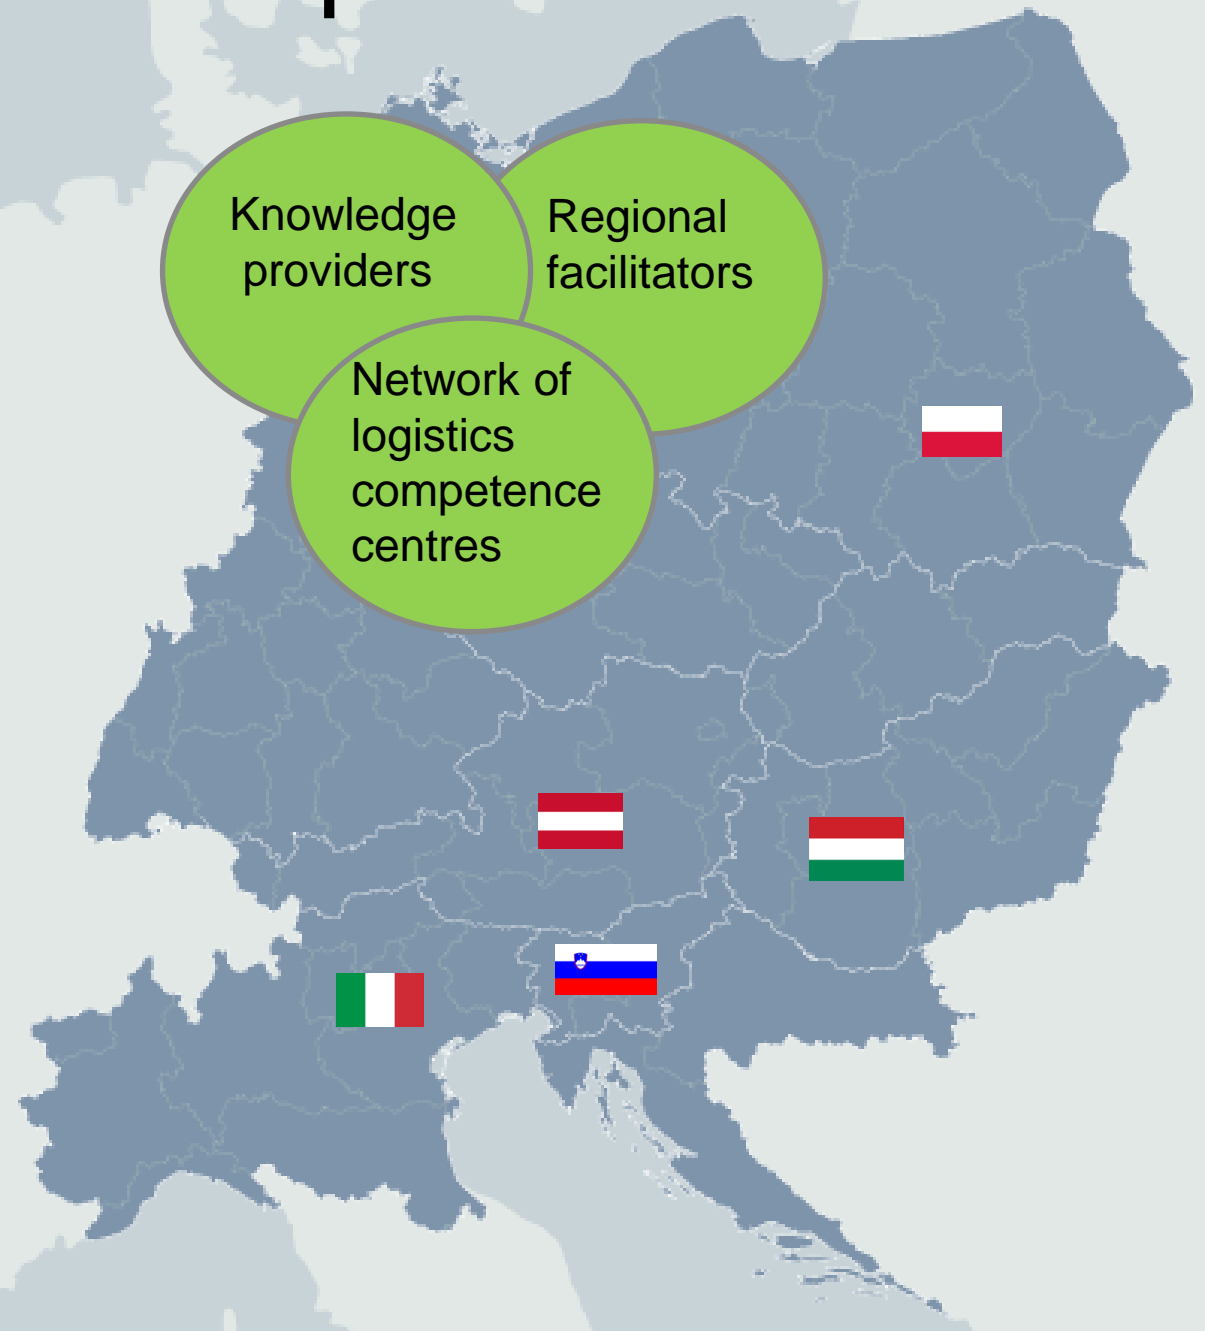 Knowledge
providers
Regional
facilitators
Network of
logistics
competence
centres